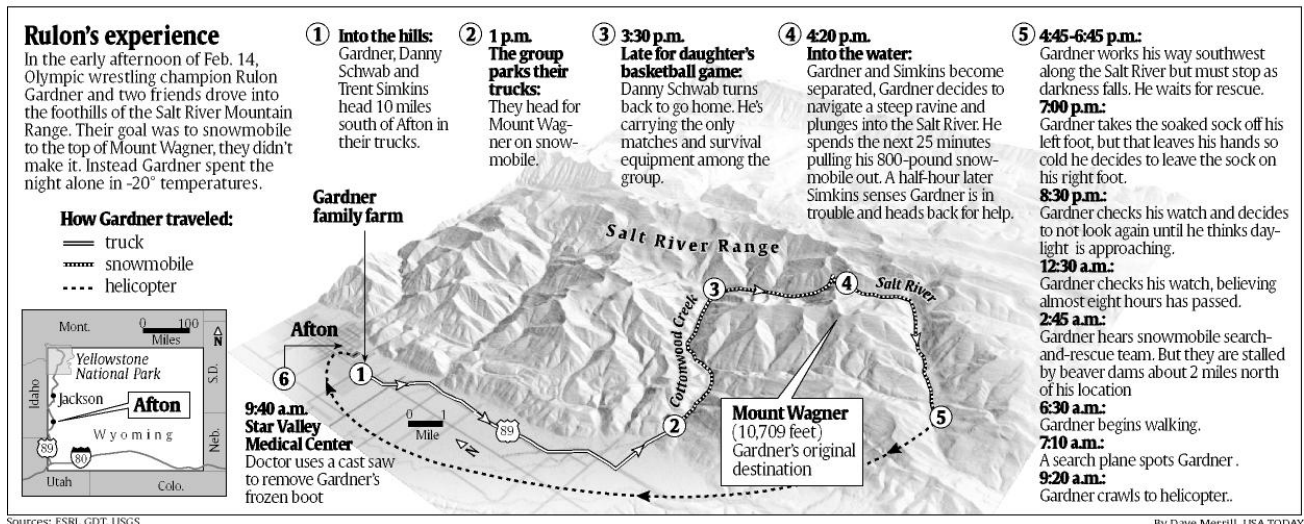 Rulon's experience
In the early afternoon of Feb. 14,
Olympic wrestling champion Rulon
Gardner and two friends drove into
the foothills of the Salt River Mountain
Range. Their goal was to snowmobile
to the top of Mount Wagner, they didn't
make it. Instead Gardner spent the
night alone in -20° temperatures.
How Gardner traveled:
truck
snowmobile
helicopter
1 Into the hills:
Gardner, Danny
Schwab and
Trent Simkins
head 10 miles
south of Afton in
their trucks.
2 1 p.m.
The group
parks their
trucks:
They head for
Mount Wag-
ner on snow-
mobile.
3 3:30 p.m.
Late for daughter's
basketball game:
Danny Schwab turns
back to go home. He's
carrying the only
matches and survival
equipment among the
group.
4 4:20 p.m.
Into the water:
Gardner and Simkins become
separated, Gardner decides to
navigate a steep ravine and
plunges into the Salt River. He
spends the next 25 minutes
pulling his 800-pound snow-
mobile out. A half-hour later
Simkins senses Gardner is in
trouble and heads back for help.
5 4:45-6:45 p.m.:
Gardner works his way southwest
along the Salt River but must stop as
darkness falls. He waits for rescue.
7:00 p.m.:
Gardner takes the soaked sock off his
left foot, but that leaves his hands so
cold he decides to leave the sock on
his right foot.
8:30 p.m.:
Gardner checks his watch and decides
to not look again until he thinks day-
light is approaching.
12:30 a.m.:
Gardner checks his watch, believing
almost eight hours has passed.
2:45 a.m.:
Gardner hears snowmobile search-
and-rescue team. But they are stalled
by beaver dams about 2 miles north
of his location
6:30 a.m.:
Gardner begins walking.
7:10 a.m.:
A search plane spots Gardner .
9:20 a.m.:
Gardner crawls to helicopter..
Gardner
family farm
Salt River Range
3
4
Salt River
Cottonwood Creek
Afton
6
1
2
5
89
0 1
Mile
N
Mount Wagner
(10,709 feet)
Gardner's original
destination
9:40 a.m.
Star Valley
Medical Center
Doctor uses a cast saw
to remove Gardner's
frozen boot
Mont.
0 100
Miles
N
Yellowstone
National Park
Idaho
S.D.
Jackson
Afton
Wyoming
Neb.
89
80
Utah
Colo.
Sources: ESRI, GDT, USGS
By Dave Merrill, USA TODAY